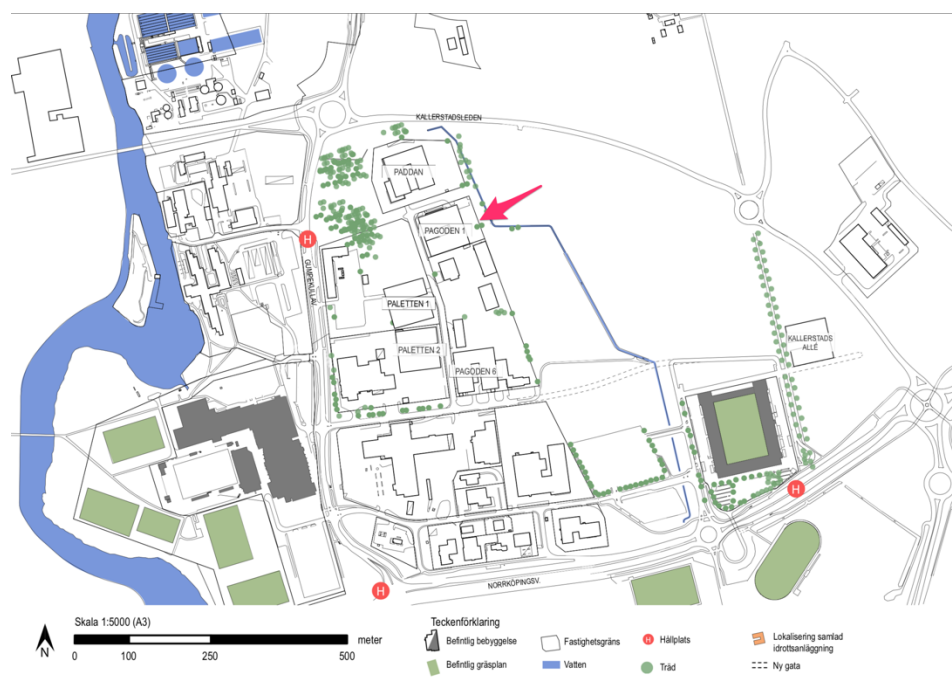 KALLERSTADSLEDEN
PADDAN
PAGODEN 1
H
GUMPEKULLAV.
PALETTEN 1
PALETTEN 2
PAGODEN 6
KALLERSTADS
ALLÉ
H
H
NORRKÖPINGSV.
Skala 1:5000 (A3)
meter
0 100 250 500
N
Teckenförklaring
Befintlig bebyggelse
Fastighetsgräns
H Hållplats
Lokalisering samlad
idrottsanläggning
Befintlig gräsplan
Vatten
Träd
Ny gata